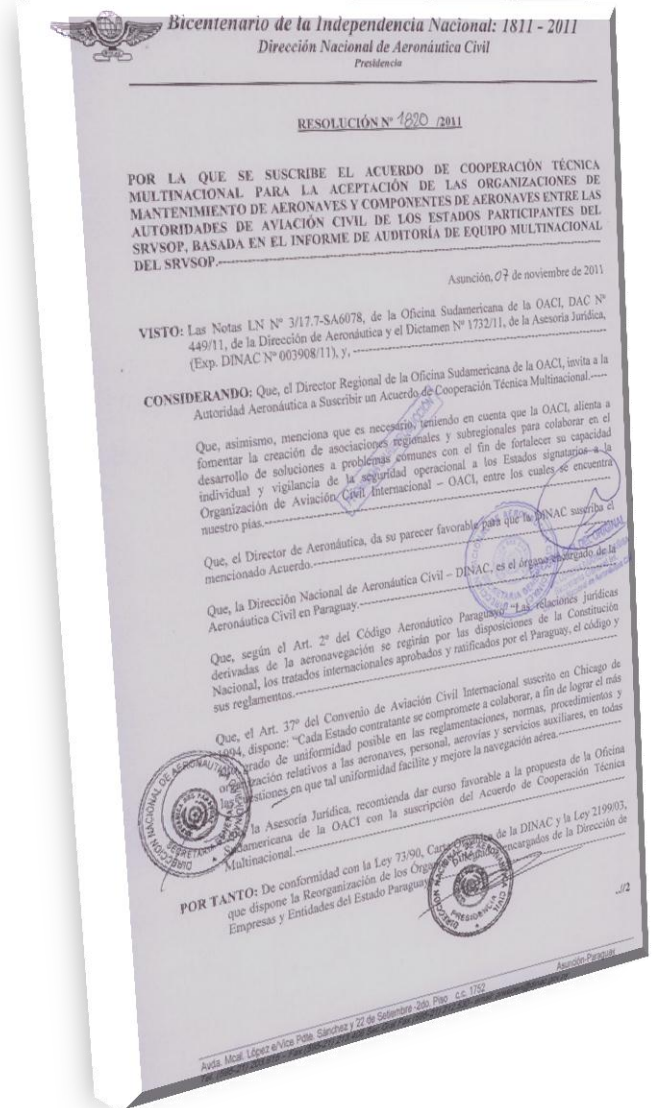 Bicentenario de la Independencia Nacional: 1811 - 2011
Dirección Nacional de Aeronáutica Civil
Presidencia
RESOLUCIÓN Nº 1820 /2011
POR LA QUE SE SUSCRIBE EL ACUERDO DE COOPERACIÓN TÉCNICA
MULTINACIONAL PARA LA ACEPTACIÓN DE LAS ORGANIZACIONES DE
MANTENIMIENTO DE AERONAVES Y COMPONENTES DE AERONAVES ENTRE LAS
AUTORIDADES DE AVIACIÓN CIVIL DE LOS ESTADOS PARTICIPANTES DEL
SRVSOP, BASADA EN EL INFORME DE AUDITORÍA DE EQUIPO MULTINACIONAL
DEL SRVSOP.
Asunción, 07 de noviembre de 2011
VISTO: Las Notas LN Nº 3/17.7-SA6078, de la Oficina Sudamericana de la OACI, DAC Nº
449/11, de la Dirección de Aeronáutica y el Dictamen Nº 1732/11, de la Asesoría Jurídica,
(Exp. DINAC Nº 003908/11), y,
CONSIDERANDO: Que, el Director Regional de la Oficina Sudamericana de la OACI, invita a la
Autoridad Aeronáutica a Suscribir un Acuerdo de Cooperación Técnica Multinacional.
Que, asimismo, menciona que es necesario, teniendo en cuenta que la OACI, alienta a
fomentar la creación de asociaciones regionales y subregionales para colaborar en el
desarrollo de soluciones a problemas comunes con el fin de fortalecer su capacidad
individual y vigilancia de la seguridad operacional a los Estados signatarios a la
Organización de Aviación Civil Internacional – OACI, entre los cuales se encuentra
nuestro pías.
Que, el Director de Aeronáutica, da su parecer favorable para que la DINAC suscriba el
mencionado Acuerdo.
Que, la Dirección Nacional de Aeronáutica Civil – DINAC, es el órgano encargado de la
Aeronáutica Civil en Paraguay.
Que, según el Art. 2º del Código Aeronáutico Paraguayo "Las relaciones jurídicas
derivadas de la aeronavegación se regirán por las disposiciones de la Constitución
Nacional, los tratados internacionales aprobados y ratificados por el Paraguay, el código y
sus reglamentos.
Que, el Art. 37º del Convenio de Aviación Civil Internacional suscrito en Chicago de
1994, dispone: "Cada Estado contratante se compromete a colaborar, a fin de lograr el más
grado de uniformidad posible en las reglamentaciones, normas, procedimientos y
relativos a las aeronaves, personal, aerovías y servicios auxiliares, en todas
las en que tal uniformidad facilite y mejore la navegación aérea.
la Asesoría Jurídica, recomienda dar curso favorable a la propuesta de la Oficina
Sudamericana de la OACI con la suscripción del Acuerdo de Cooperación Técnica
Multinacional.
POR TANTO: De conformidad con la Ley 73/90, Carta de la DINAC y la Ley 2199/03,
que dispone la Reorganización de los encargados de la Dirección de
Empresas y Entidades del Estado
..//2
Avda. Mcal. López e/Vice Pdte. Sánchez y 22 de Setiembre -2do. Piso c.c. 1752
Asunción-Paraguay